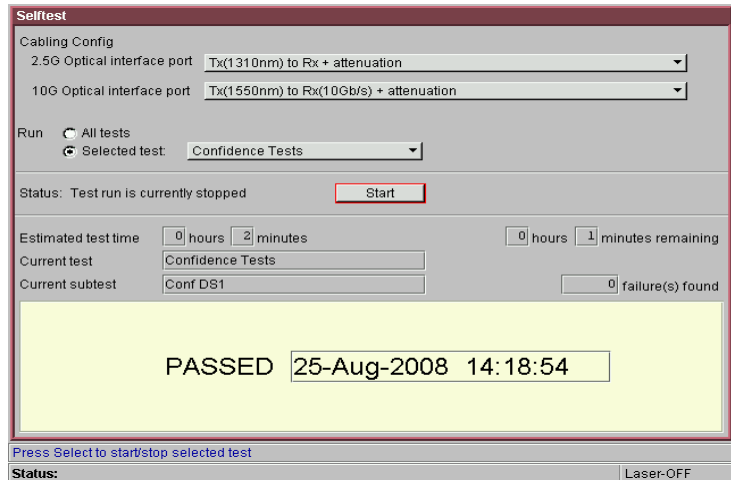 Selftest
Cabling Config
2.5G Optical interface port Tx(1310nm) to Rx + attenuation
10G Optical interface port Tx(1550nm) to Rx(10Gb/s) + attenuation
Run All tests
Selected test: Confidence Tests
Status: Test run is currently stopped Start
Estimated test time 0 hours 2 minutes 0 hours 1 minutes remaining
Current test Confidence Tests
Current subtest Conf DS1 0 failure(s) found
PASSED 25-Aug-2008 14:18:54
Press Select to start/stop selected test
Status: Laser-OFF